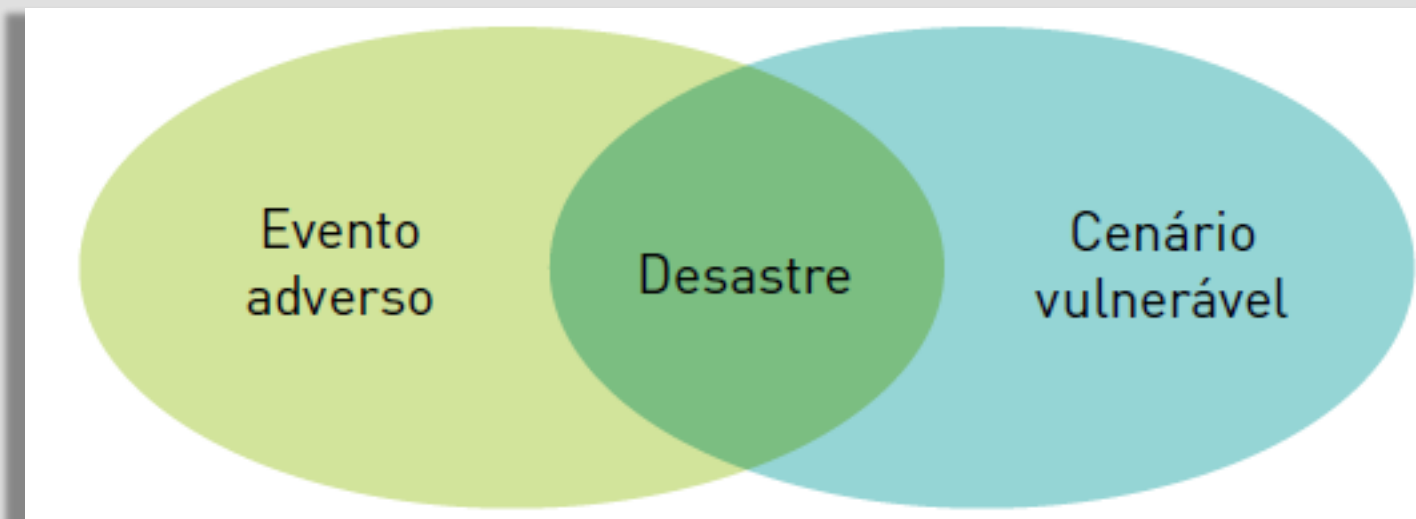 Evento
adverso
Desastre
Cenário
vulnerável